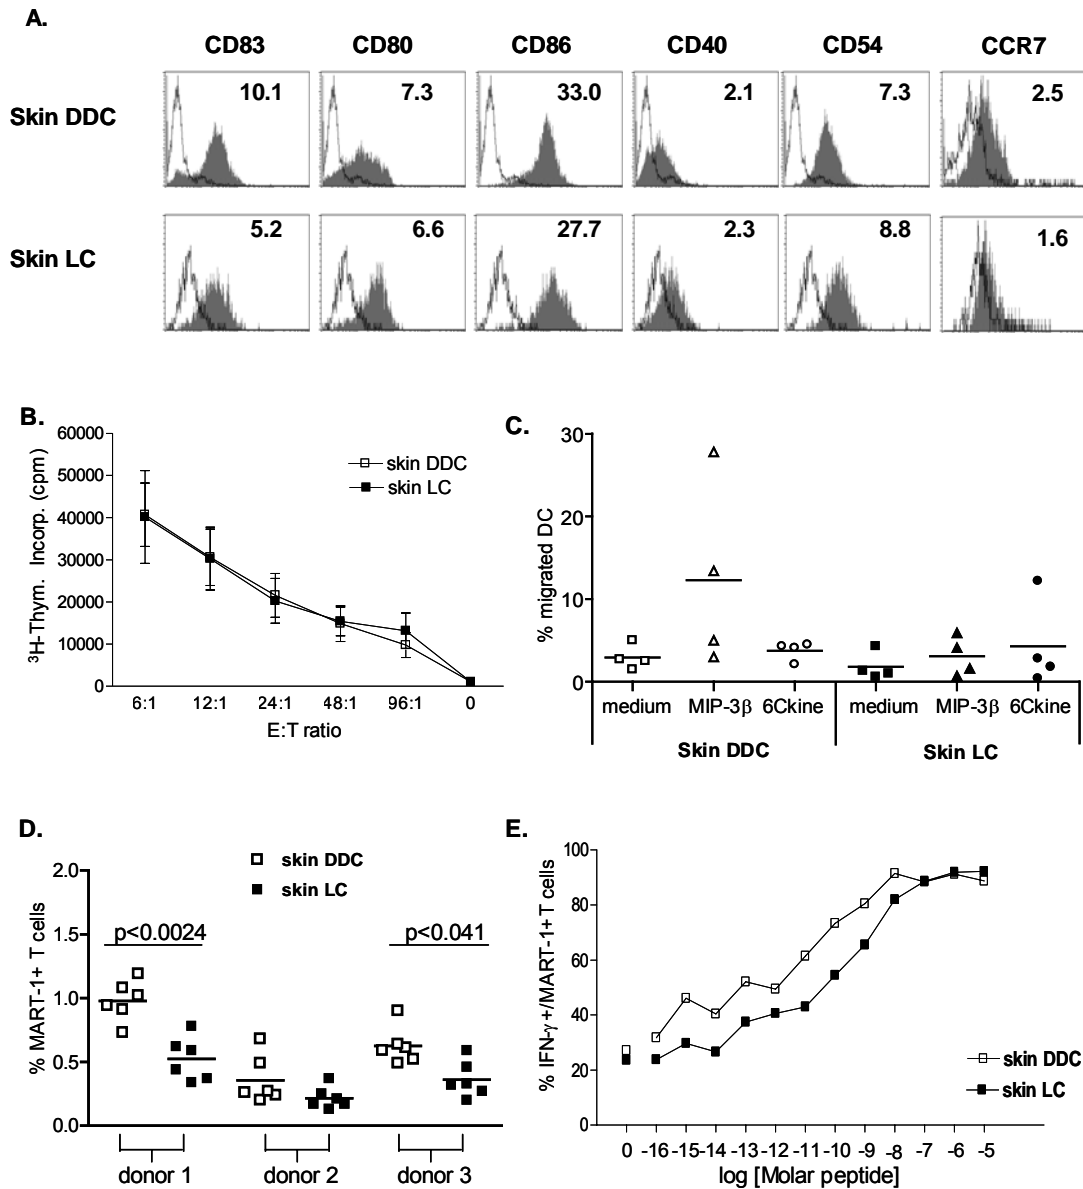 A.
CD83 CD80 CD86 CD40 CD54 CCR7
Skin DDC 10.1 7.3 33.0 2.1 7.3 2.5
Skin LC 5.2 6.6 27.7 2.3 8.8 1.6
B.
60000
50000
40000
30000
20000
10000
0
³H-Thym. Incorp. (cpm)
skin DDC
skin LC
6:1 12:1 24:1 48:1 96:1 0
E:T ratio
C.
30
20
10
0
% migrated DC
medium MIP-3β 6Ckine medium MIP-3β 6Ckine
Skin DDC Skin LC
D.
skin DDC
skin LC
2.0
1.5
1.0
0.5
0.0
% MART-1+ T cells
p<0.0024 p<0.041
donor 1 donor 2 donor 3
E.
100
80
60
40
20
0
% IFN-γ+/MART-1+T cells
skin DDC
skin LC
0 -16 -15 -14 -13 -12 -11 -10 -9 -8 -7 -6 -5
log [Molar peptide]